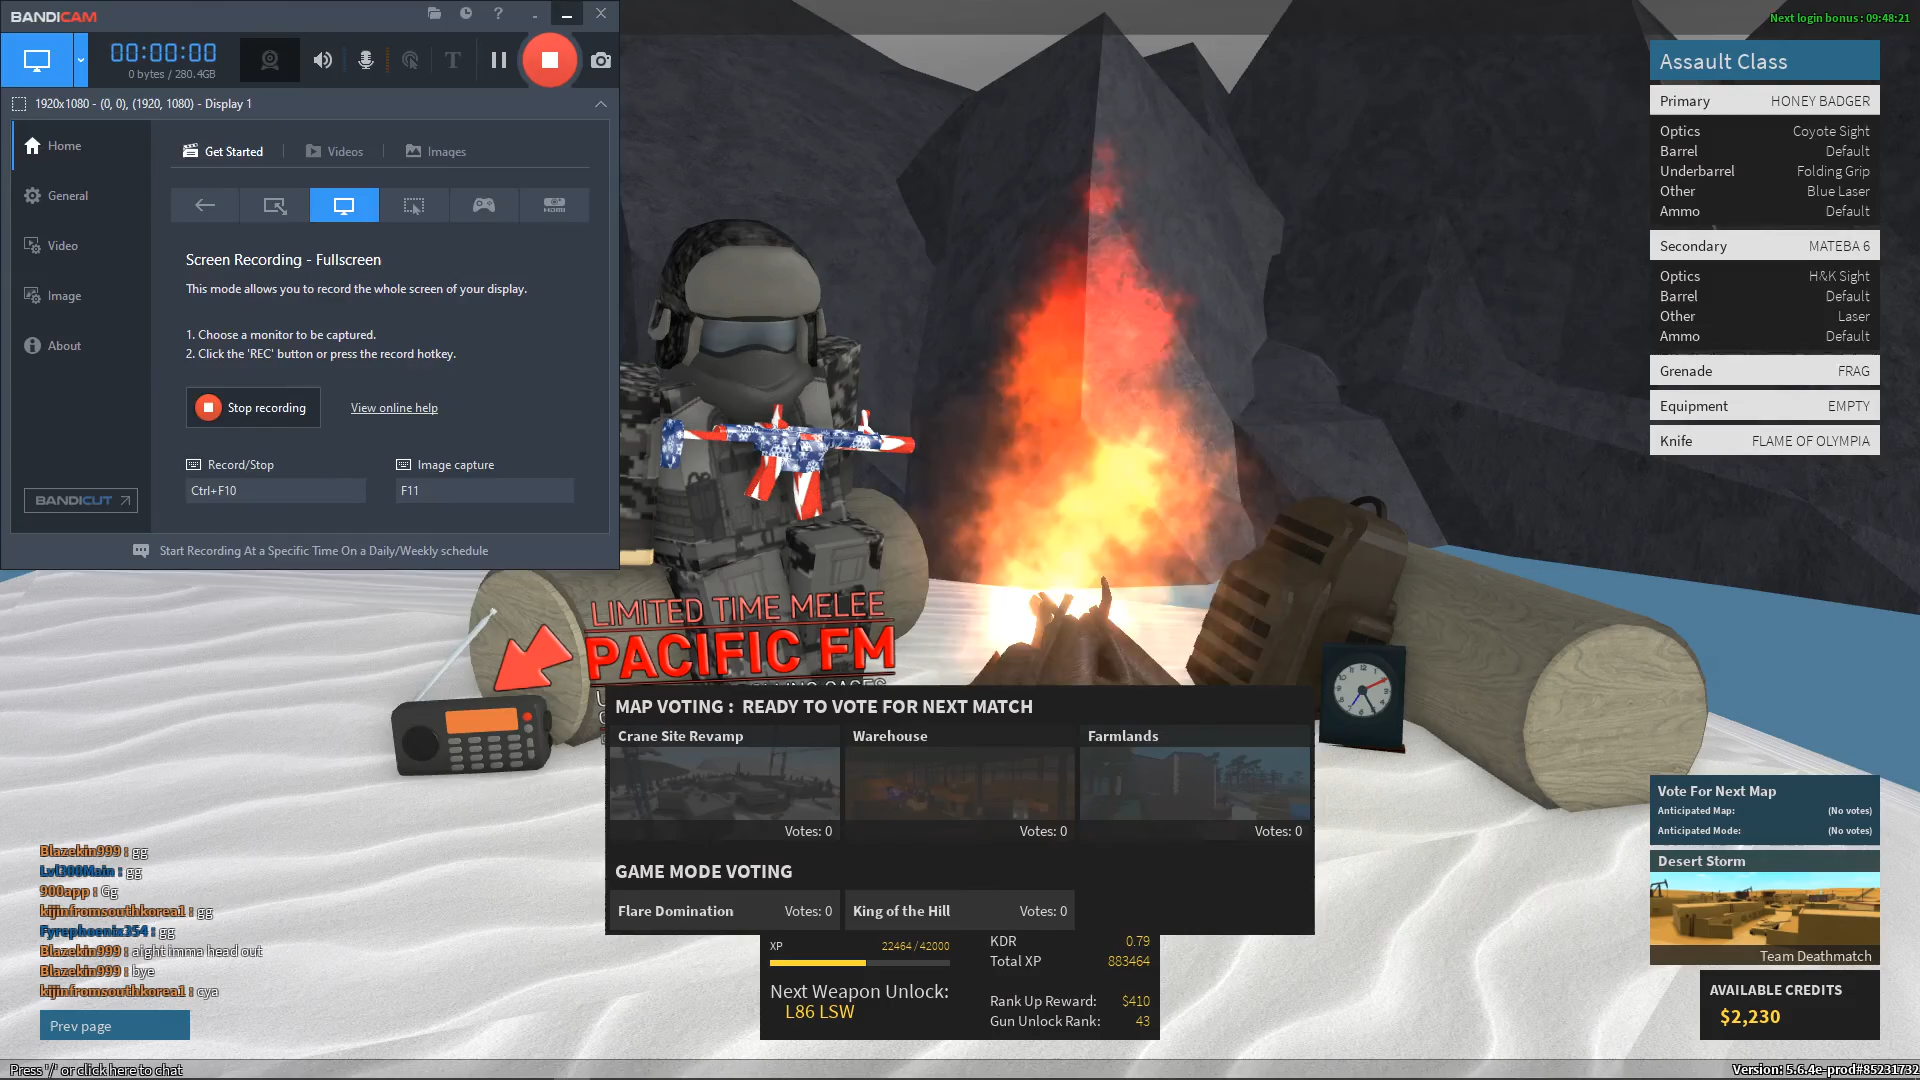 BANDICAM
00:00:00
0 bytes / 280.4GB
1920x1080 - (0, 0), (1920, 1080) - Display 1
Home
General
Video
Image
About
BANDICUT
Get Started
Videos
Images
HDMI
Screen Recording - Fullscreen
This mode allows you to record the whole screen of your display.
1. Choose a monitor to be captured.
2. Click the 'REC' button or press the record hotkey.
Stop recording
View online help
Record/Stop
Image capture
Ctrl+F10
F11
Start Recording At a Specific Time On a Daily/Weekly schedule
Next login bonus : 09:48:21
Assault Class
Primary HONEY BADGER
Optics Coyote Sight
Barrel Default
Underbarrel Folding Grip
Other Blue Laser
Ammo Default
Secondary MATEBA 6
Optics H&K Sight
Barrel Default
Other Laser
Ammo Default
Grenade FRAG
Equipment EMPTY
Knife FLAME OF OLYMPIA
LIMITED TIME MELEE
PACIFIC FM
MAP VOTING : READY TO VOTE FOR NEXT MATCH
Crane Site Revamp
Warehouse
Farmlands
Votes: 0
Votes: 0
Votes: 0
GAME MODE VOTING
Flare Domination Votes: 0
King of the Hill Votes: 0
XP 22464 / 42000
Next Weapon Unlock:
L86 LSW
KDR 0.79
Total XP 883464
Rank Up Reward: $410
Gun Unlock Rank: 43
Vote For Next Map
Anticipated Map: (No votes)
Anticipated Mode: (No votes)
Desert Storm
Team Deathmatch
AVAILABLE CREDITS
$2,230
Blazekin999 : gg
Lvl300Main : gg
900app : Gg
kijinfromsouthkorea1 : gg
Fyrephoenix354 : gg
Blazekin999 : aight imma head out
Blazekin999 : bye
kijinfromsouthkorea1 : cya
Prev page
Press '/' or click here to chat
Version: 5.6.4e-prod#85231732